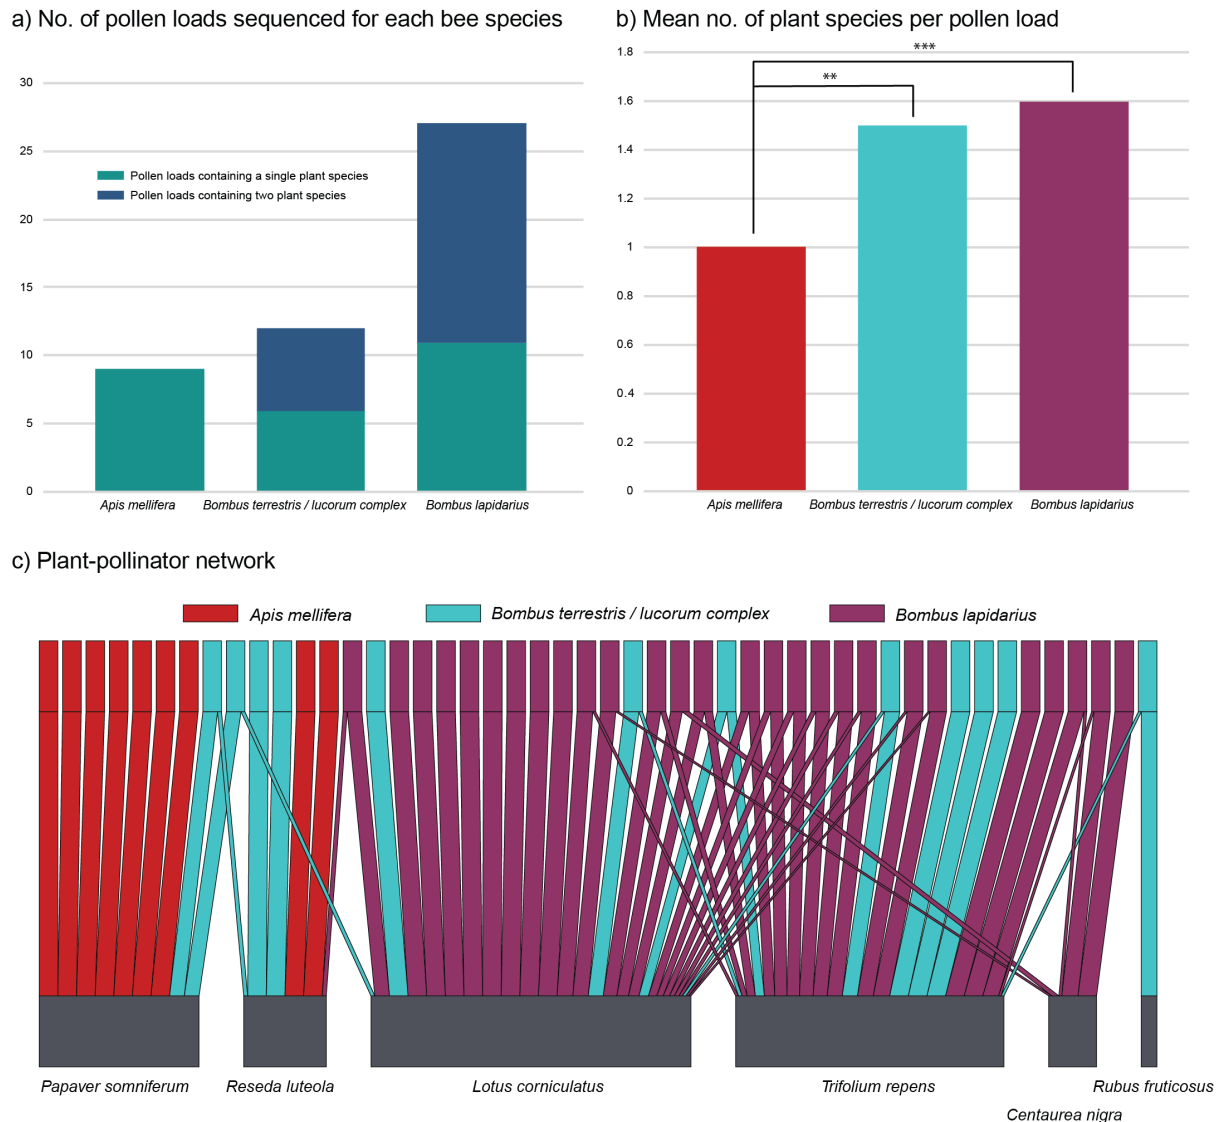 a) No. of pollen loads sequenced for each bee species
30
25
20
15
10
5
0
Pollen loads containing a single plant species
Pollen loads containing two plant species
Apis mellifera
Bombus terrestris / lucorum complex
Bombus lapidarius
b) Mean no. of plant species per pollen load
1.8
1.6
1.4
1.2
1
0.8
0.6
0.4
0.2
0
***
**
Apis mellifera
Bombus terrestris / lucorum complex
Bombus lapidarius
c) Plant-pollinator network
Apis mellifera
Bombus terrestris / lucorum complex
Bombus lapidarius
Papaver somniferum
Reseda luteola
Lotus corniculatus
Trifolium repens
Rubus fruticosus
Centaurea nigra